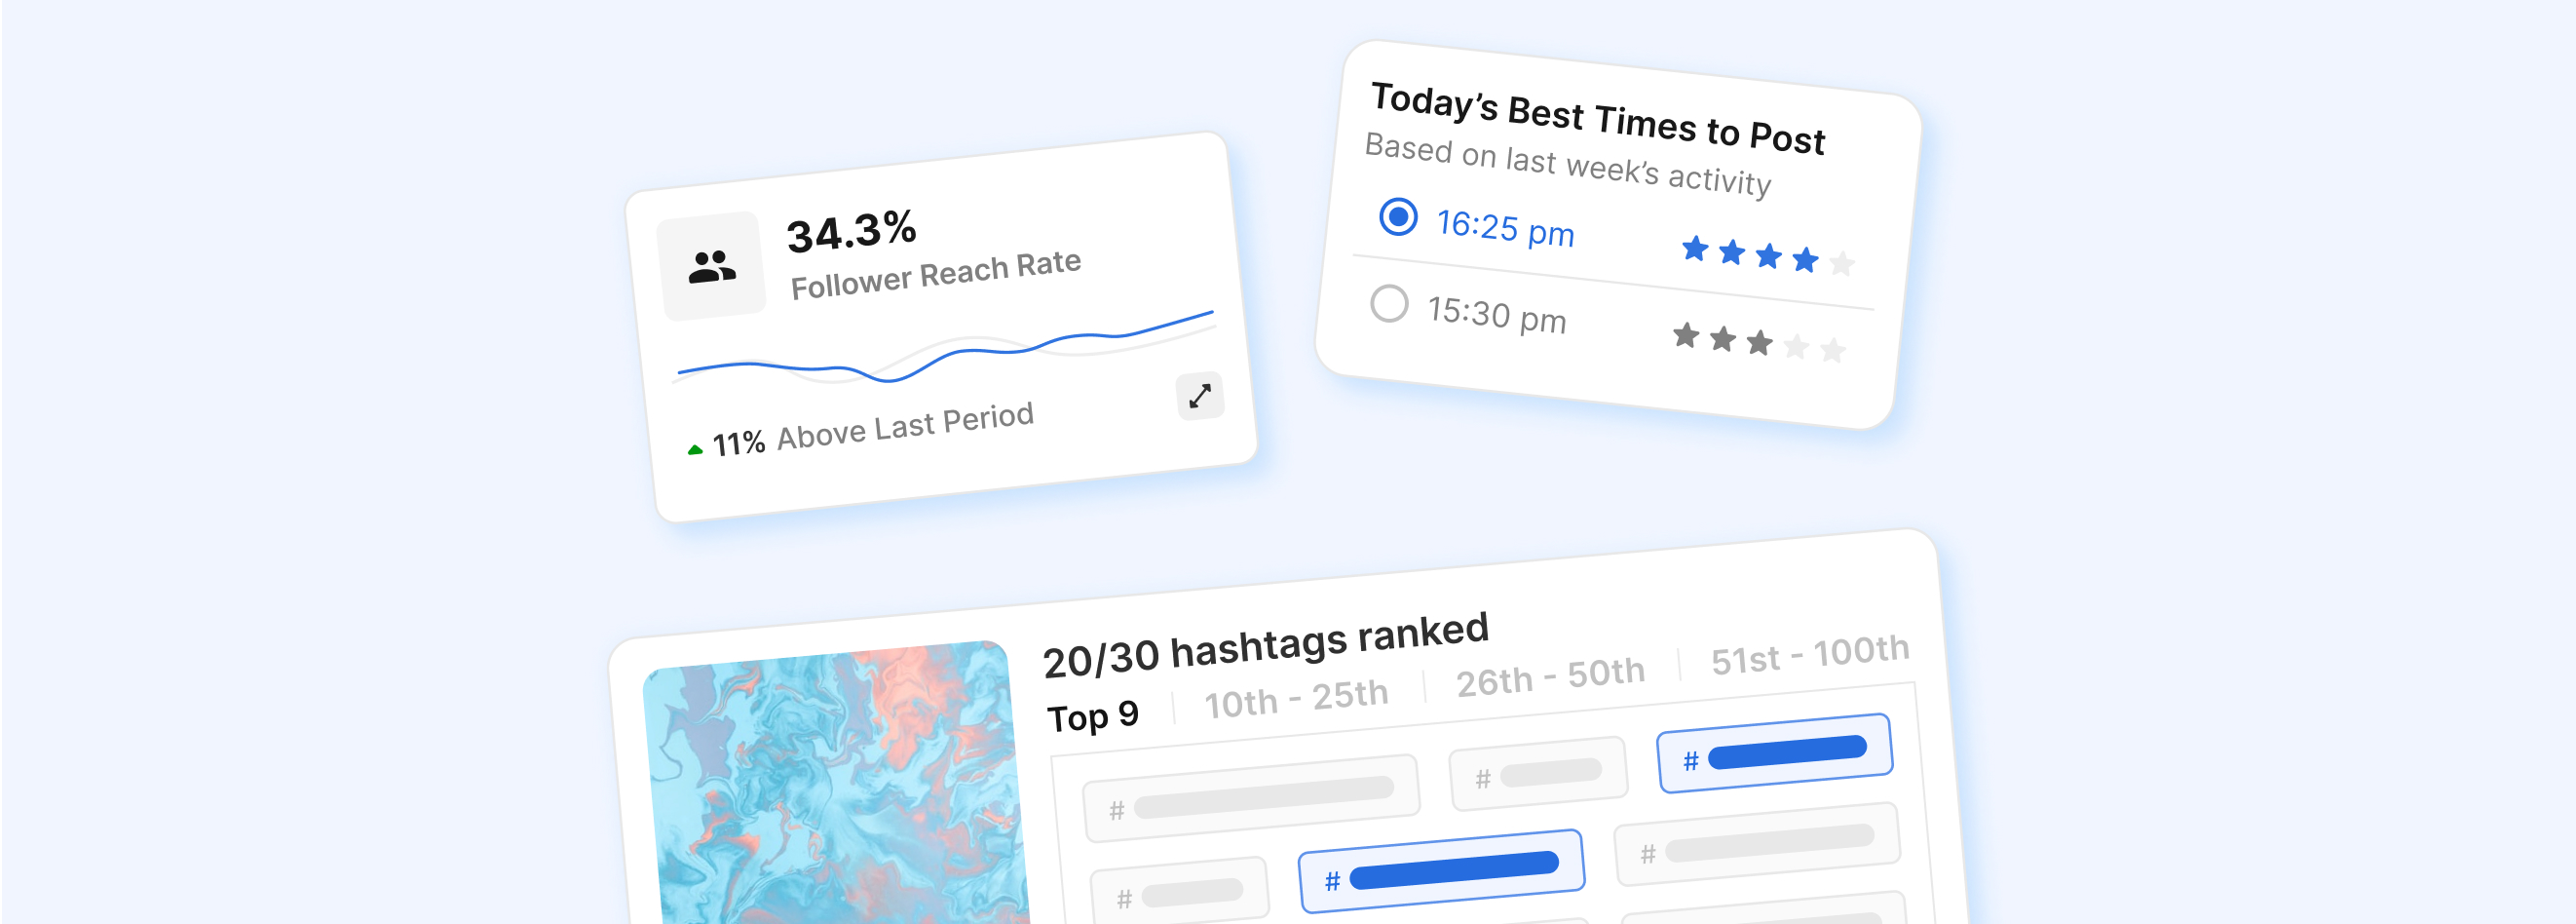 34.3%
Follower Reach Rate
11% Above Last Period
Today’s Best Times to Post
Based on last week’s activity
16:25 pm
15:30 pm
20/30 hashtags ranked
Top 9
10th - 25th
26th - 50th
51st - 100th
#
#
#
#
#
#